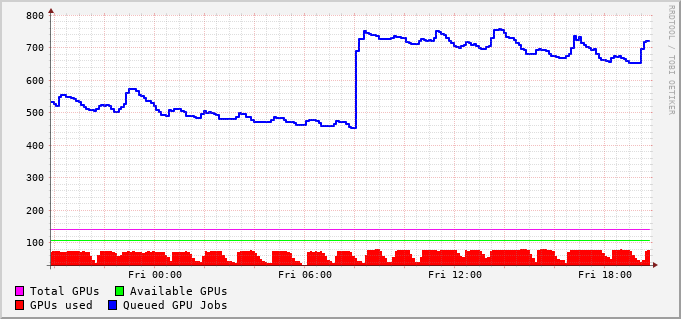 800
700
600
500
400
300
200
100
Fri 00:00 Fri 06:00 Fri 12:00 Fri 18:00
Total GPUs Available GPUs
GPUs used Queued GPU Jobs
RRDTOOL / TOBI OETIKER